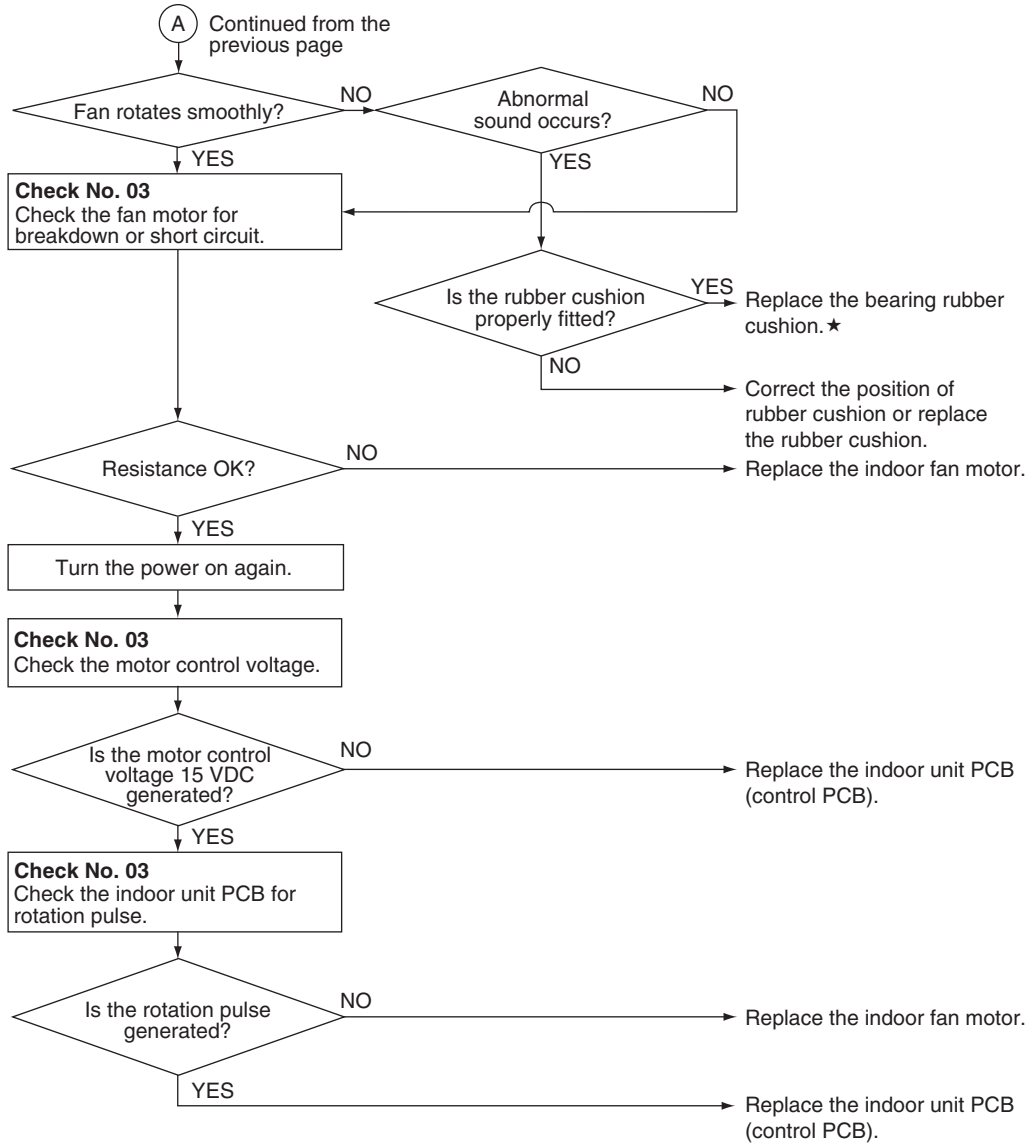 A
Continued from the
previous page
Fan rotates smoothly?
NO
Abnormal
sound occurs?
NO
YES
YES
Check No. 03
Check the fan motor for
breakdown or short circuit.
Is the rubber cushion
properly fitted?
YES
Replace the bearing rubber
cushion.★
NO
Correct the position of
rubber cushion or replace
the rubber cushion.
Resistance OK?
NO
Replace the indoor fan motor.
YES
Turn the power on again.
Check No. 03
Check the motor control voltage.
Is the motor control
voltage 15 VDC
generated?
NO
Replace the indoor unit PCB
(control PCB).
YES
Check No. 03
Check the indoor unit PCB for
rotation pulse.
Is the rotation pulse
generated?
NO
Replace the indoor fan motor.
YES
Replace the indoor unit PCB
(control PCB).